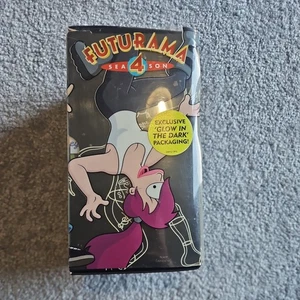 FUTURAMA
SEA 4 SON
EXCLUSIVE
'GLOW IN
THE DARK'
PACKAGING!